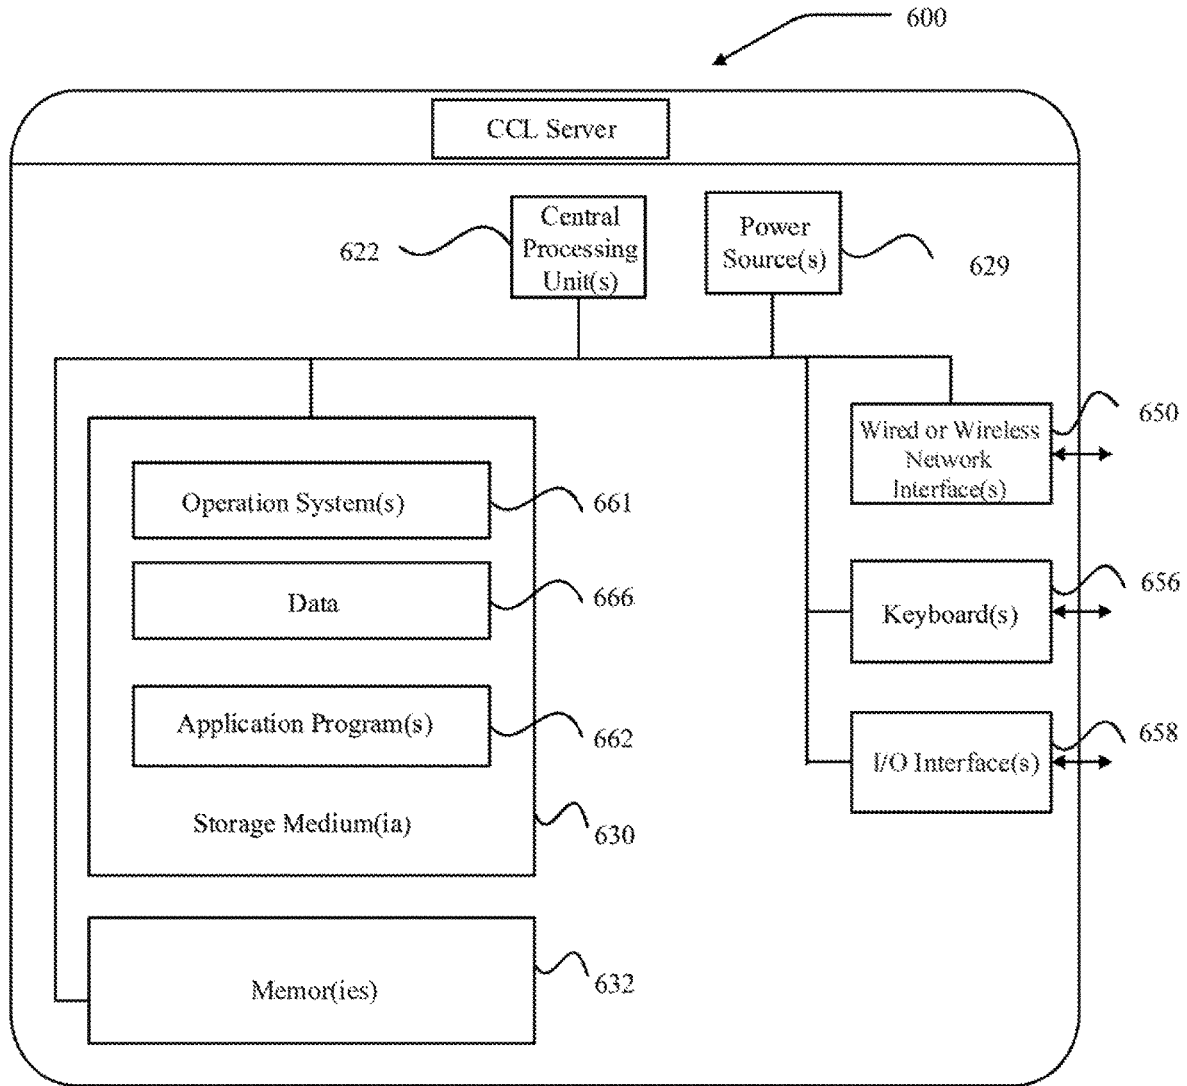 600
CCL Server
Central
Processing
Unit(s)
622
Power
Source(s)
629
Wired or Wireless
Network
Interface(s)
650
Operation System(s)
661
Data
666
Keyboard(s)
656
Application Program(s)
662
I/O Interface(s)
658
Storage Medium(ia)
630
Memor(ies)
632